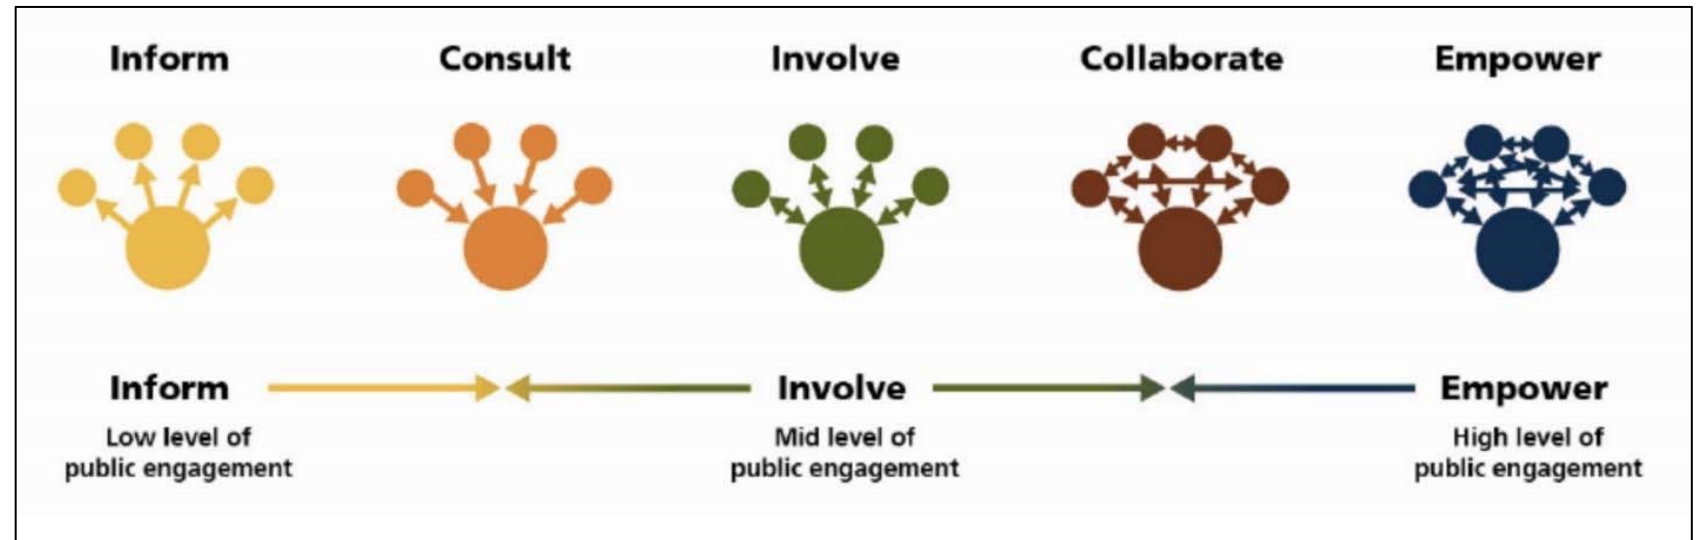 Inform
Consult
Involve
Collaborate
Empower
Inform
Involve
Empower
Low level of
public engagement
Mid level of
public engagement
High level of
public engagement